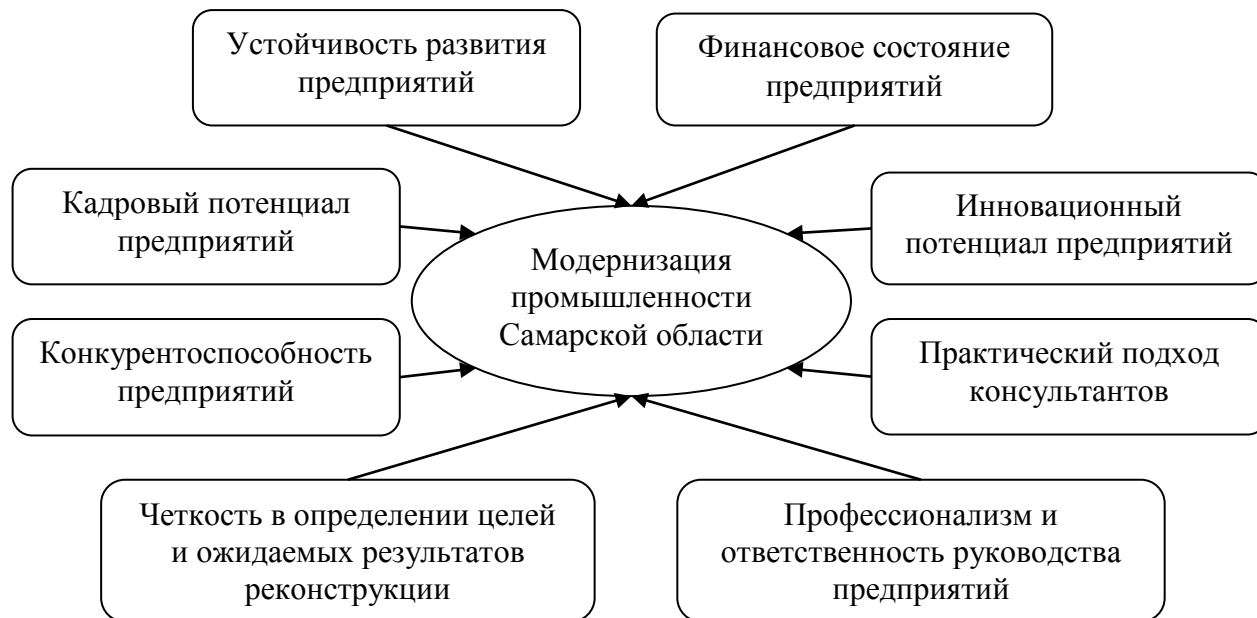 Устойчивость развития
предприятий
Финансовое состояние
предприятий
Кадровый потенциал
предприятий
Инновационный
потенциал предприятий
Модернизация
промышленности
Самарской области
Конкурентоспособность
предприятий
Практический подход
консультантов
Четкость в определении целей
и ожидаемых результатов
реконструкции
Профессионализм и
ответственность руководства
предприятий